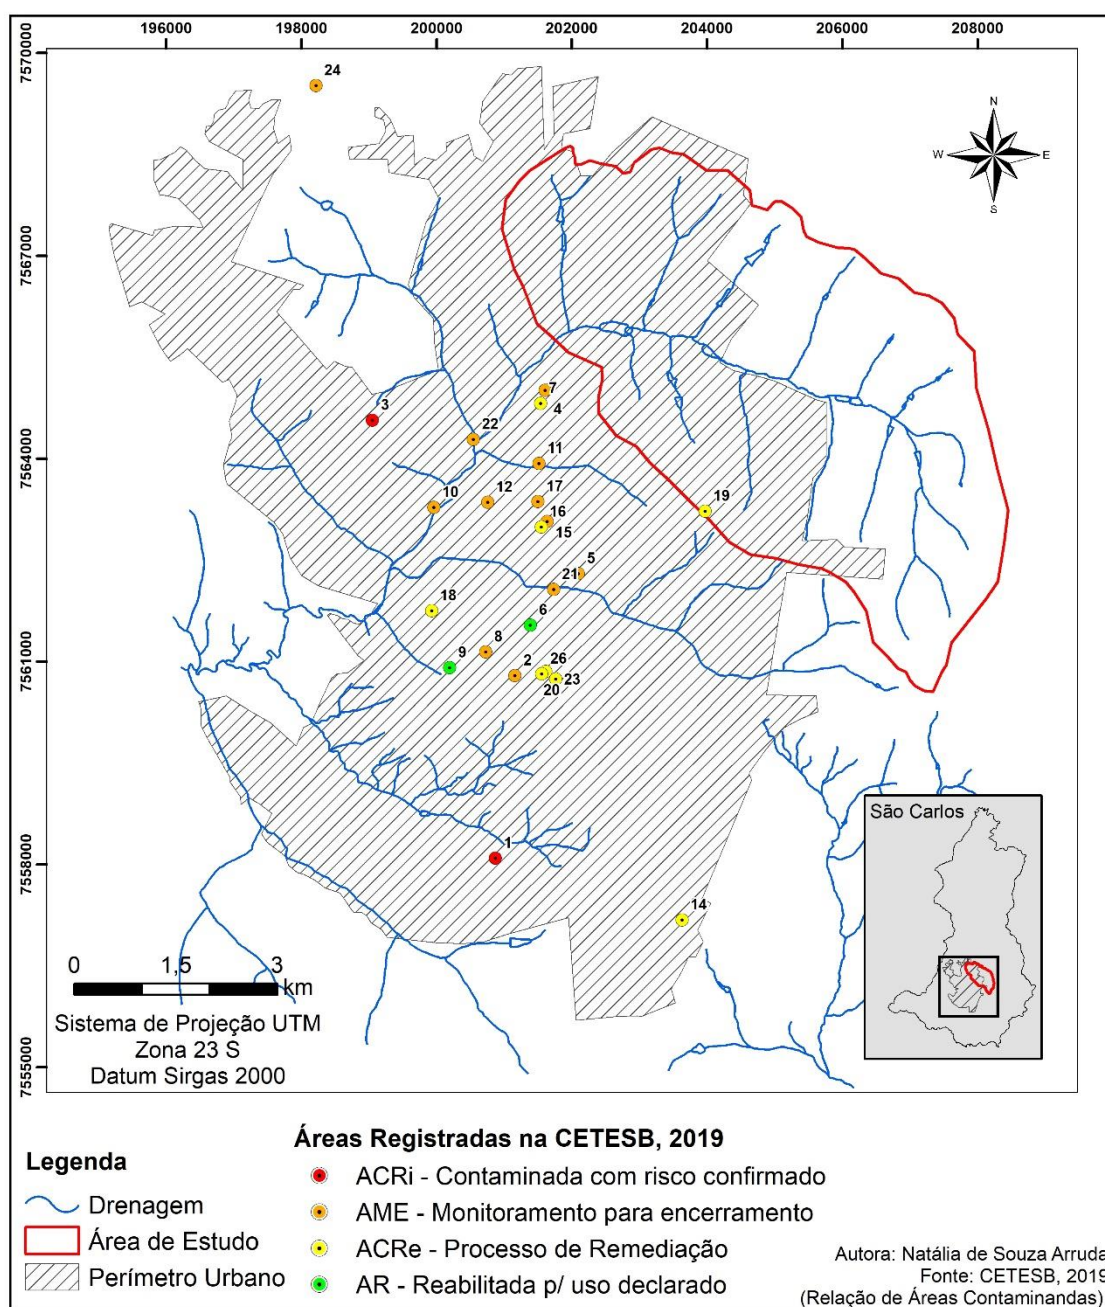 196000 198000 200000 202000 204000 206000 208000
7570000
7567000
7564000
7561000
7558000
7555000
24
N
W E
S
7
4
3
22
11
10
12
17
16
15
19
5
21
18
6
8
9
2
26
23
20
1
14
São Carlos
0 1,5 3
km
Sistema de Projeção UTM
Zona 23 S
Datum Sirgas 2000
Legenda
Drenagem
Área de Estudo
Perímetro Urbano
Áreas Registradas na CETESB, 2019
ACRi - Contaminada com risco confirmado
AME - Monitoramento para encerramento
ACRe - Processo de Remediação
AR - Reabilitada p/ uso declarado
Autora: Natália de Souza Arruda
Fonte: CETESB, 2019
(Relação de Áreas Contaminandas)